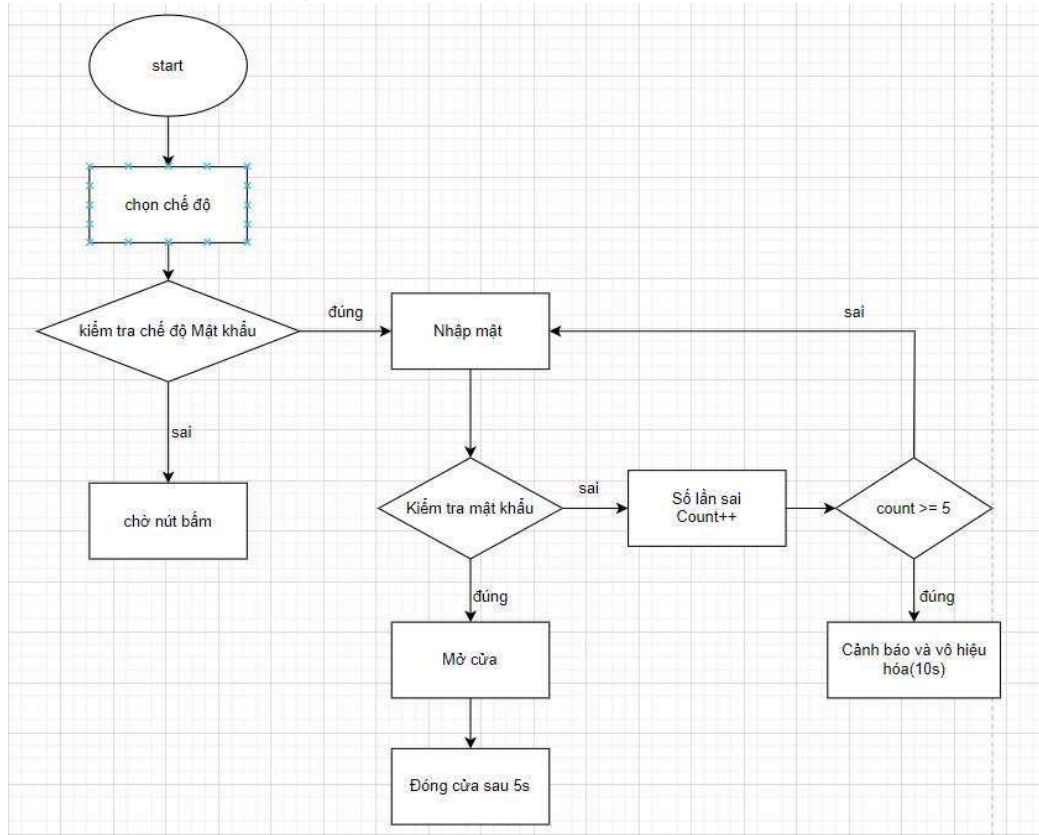 start
chọn chế độ
kiểm tra chế độ Mật khẩu
đúng
Nhập mật
sai
sai
chờ nút bấm
Kiểm tra mật khẩu
sai
Số lần sai
Count++
count >= 5
đúng
đúng
Mở cửa
Cảnh báo và vô hiệu
hóa(10s)
Đóng cửa sau 5s